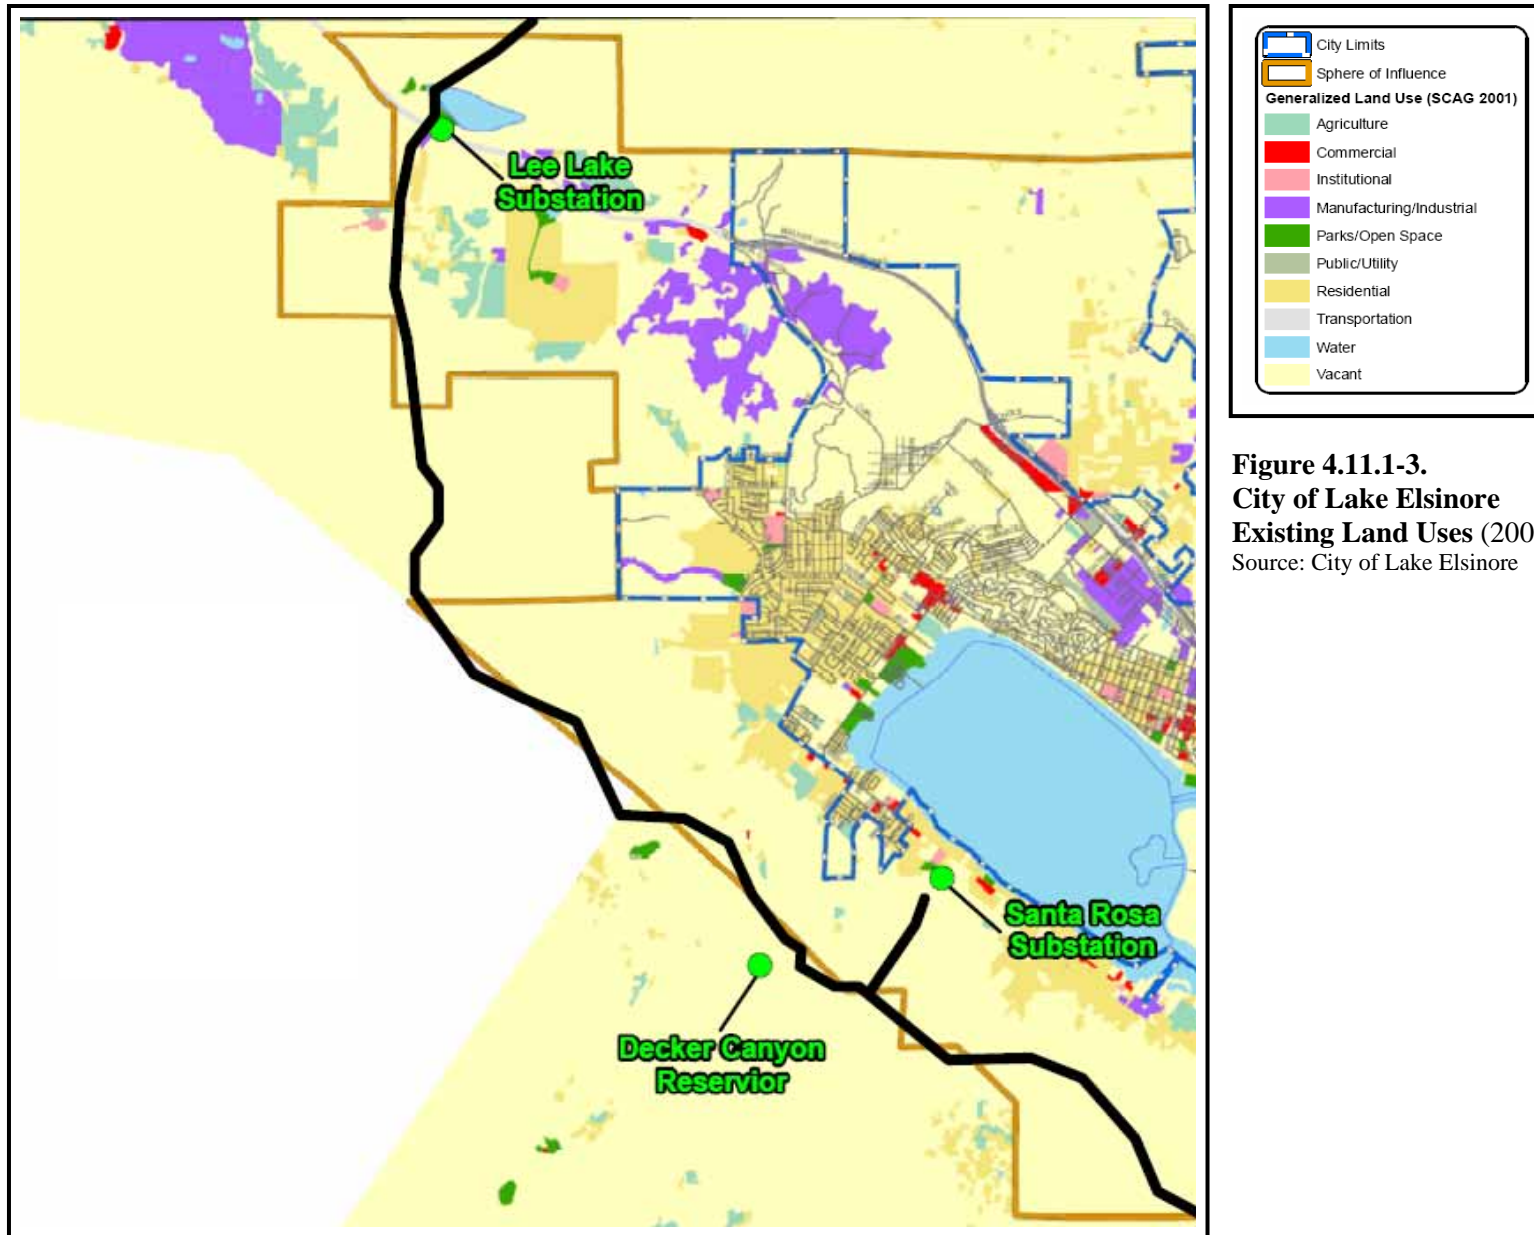 Lee Lake
Substation
Santa Rosa
Substation
Decker Canyon
Reservior
City Limits
Sphere of Influence
Generalized Land Use (SCAG 2001)
Agriculture
Commercial
Institutional
Manufacturing/Industrial
Parks/Open Space
Public/Utility
Residential
Transportation
Water
Vacant
Figure 4.11.1-3.
City of Lake Elsinore
Existing Land Uses (200
Source: City of Lake Elsinore